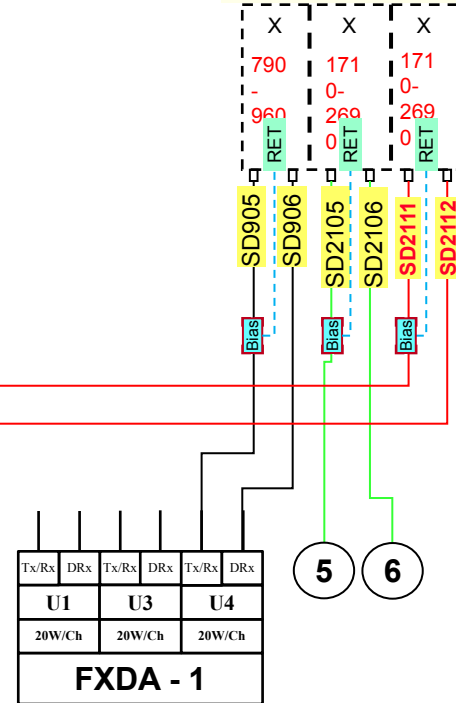 X X X
790
-
960
171
0-
269
0
171
0-
269
0
RET RET RET
SD905 SD906 SD2105 SD2106 SD2111 SD2112
Bias Bias Bias
5 6
Tx/Rx DRx Tx/Rx DRx Tx/Rx DRx
U1 U3 U4
20W/Ch 20W/Ch 20W/Ch
FXDA - 1